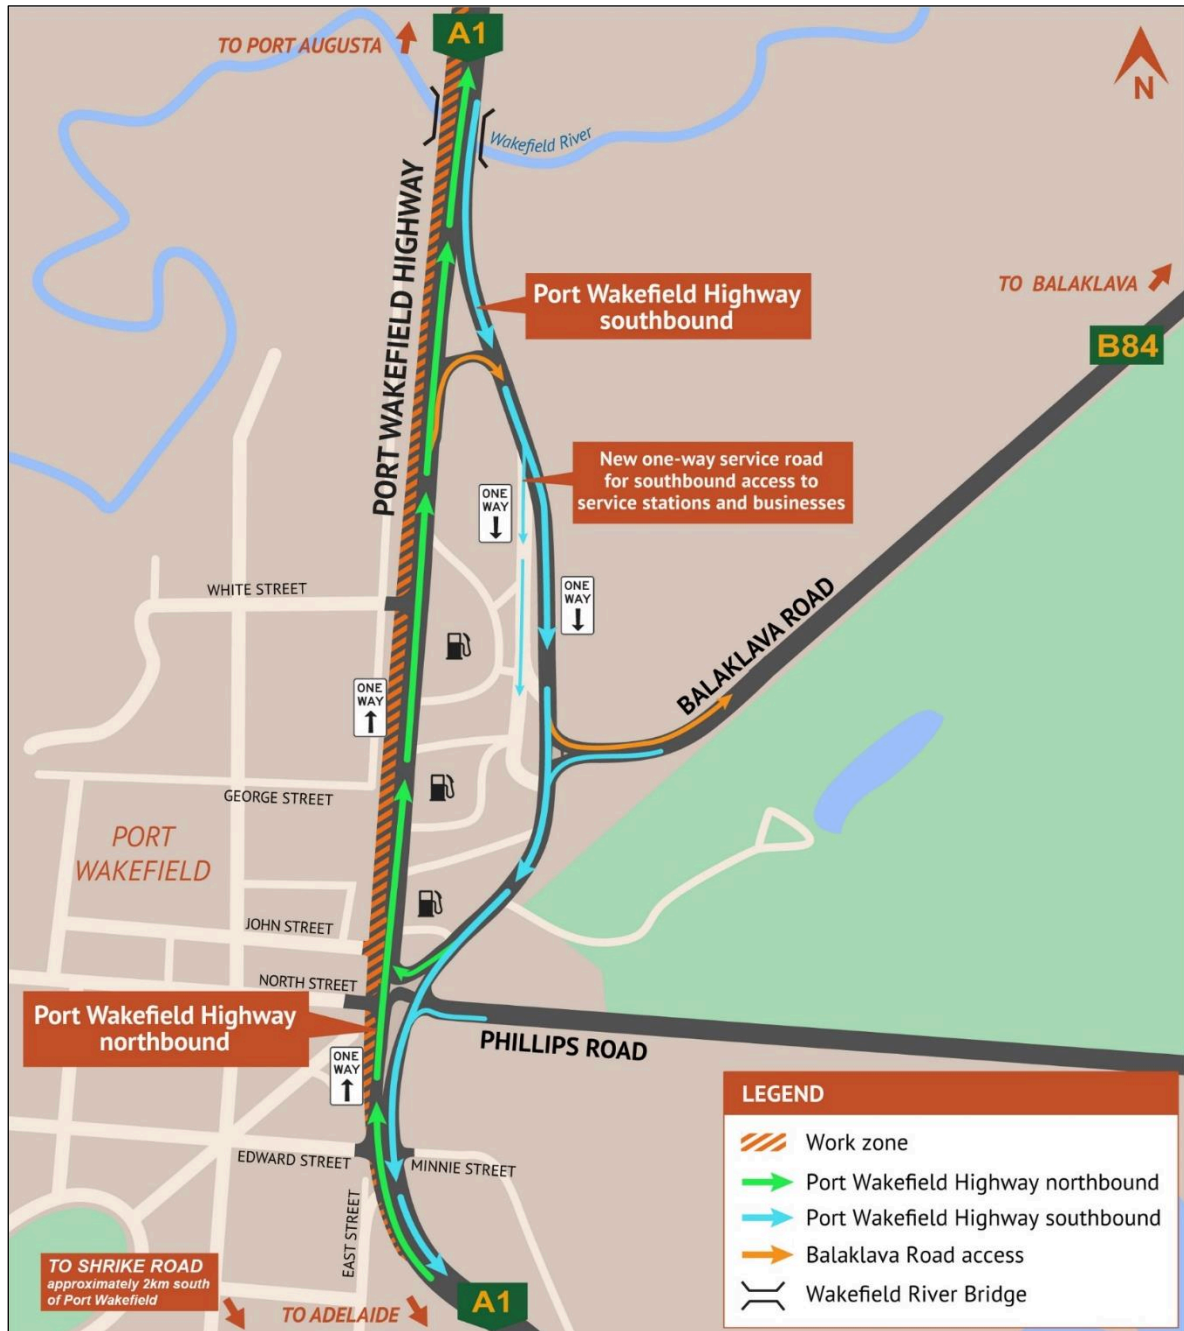 A1
TO PORT AUGUSTA
N
Wakefield River
PORT WAKEFIELD HIGHWAY
TO BALAKLAVA
Port Wakefield Highway
southbound
B84
New one-way service road
for southbound access to
service stations and businesses
ONE
WAY
ONE
WAY
WHITE STREET
BALAKLAVA ROAD
ONE
WAY
GEORGE STREET
PORT
WAKEFIELD
JOHN STREET
NORTH STREET
Port Wakefield Highway
northbound
PHILLIPS ROAD
ONE
WAY
EDWARD STREET
MINNIE STREET
EAST STREET
LEGEND
Work zone
Port Wakefield Highway northbound
Port Wakefield Highway southbound
Balaklava Road access
Wakefield River Bridge
TO SHRIKE ROAD
approximately 2km south
of Port Wakefield
TO ADELAIDE
A1